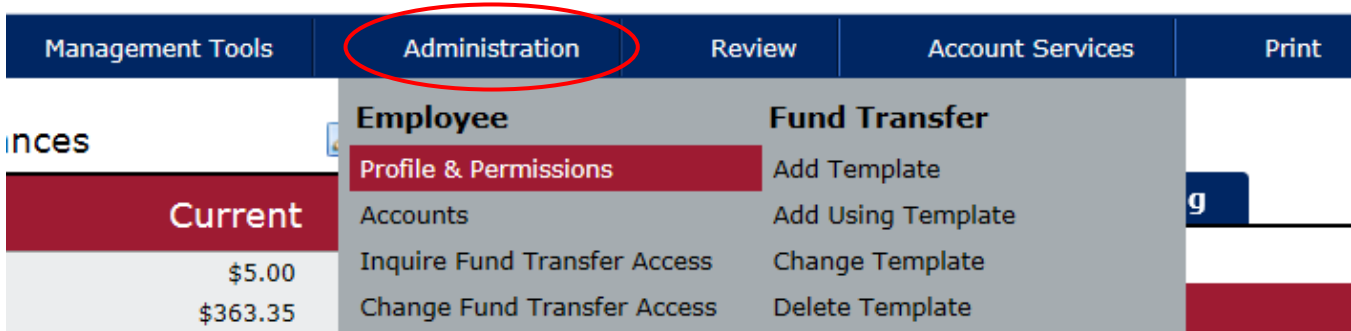 Management Tools Administration Review Account Services Print
Employee Fund Transfer
nces
Profile & Permissions Add Template
Current Accounts Add Using Template g
$5.00 Inquire Fund Transfer Access Change Template
$363.35 Change Fund Transfer Access Delete Template